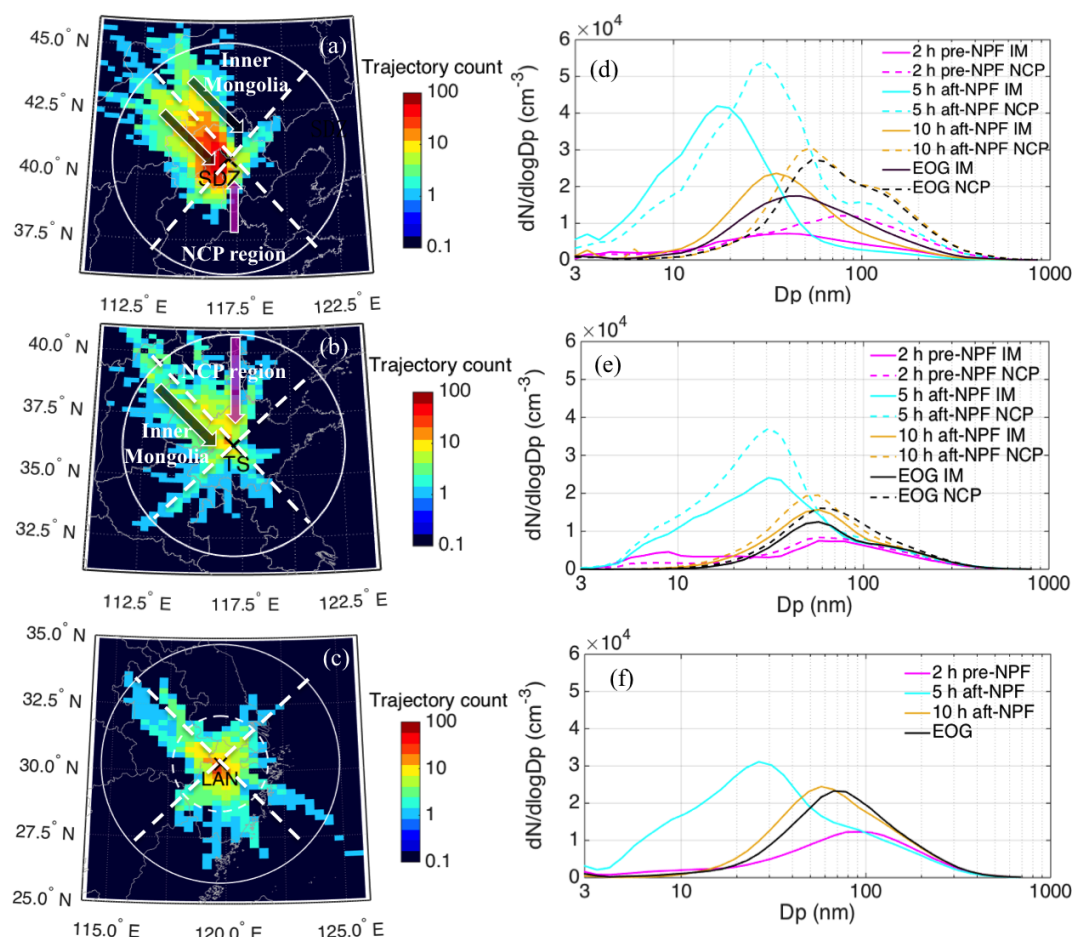 (a)
45.0° N
42.5° N
40.0° N
37.5° N
Inner
Mongolia
SDZ
NCP region
112.5° E
117.5° E
122.5° E
Trajectory count
100
10
1
0.1
(d)
×10⁴
6
5
4
3
2
1
0
dN/dlogDp (cm⁻³)
2 h pre-NPF IM
2 h pre-NPF NCP
5 h aft-NPF IM
5 h aft-NPF NCP
10 h aft-NPF IM
10 h aft-NPF NCP
EOG IM
EOG NCP
3
10
100
1000
Dp (nm)
(b)
40.0° N
37.5° N
35.0° N
32.5° N
NCP region
Inner
Mongolia
TS
112.5° E
117.5° E
122.5° E
Trajectory count
100
10
1
0.1
(e)
×10⁴
6
5
4
3
2
1
0
dN/dlogDp (cm⁻³)
2 h pre-NPF IM
2 h pre-NPF NCP
5 h aft-NPF IM
5 h aft-NPF NCP
10 h aft-NPF IM
10 h aft-NPF NCP
EOG IM
EOG NCP
3
10
100
1000
Dp (nm)
(c)
35.0° N
32.5° N
30.0° N
27.5° N
25.0° N
LAN
115.0° E
120.0° E
125.0° E
Trajectory count
100
10
1
0.1
(f)
×10⁴
6
5
4
3
2
1
0
dN/dlogDp (cm⁻³)
2 h pre-NPF
5 h aft-NPF
10 h aft-NPF
EOG
3
10
100
1000
Dp (nm)